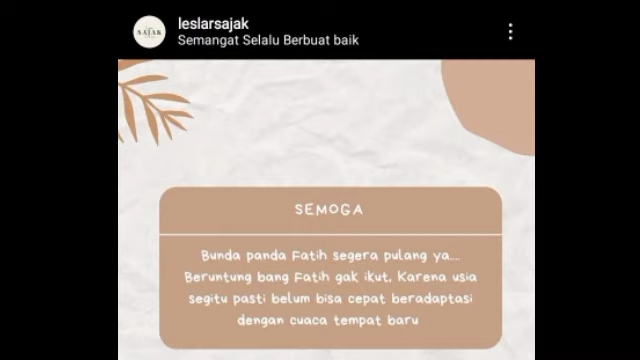 SAJAK
leslarsajak
Semangat Selalu Berbuat baik
SEMOGA
Bunda panda Fatih segera pulang ya....
Beruntung bang Fatih gak ikut, Karena usia
segitu pasti belum bisa cepat beradaptasi
dengan cuaca tempat baru